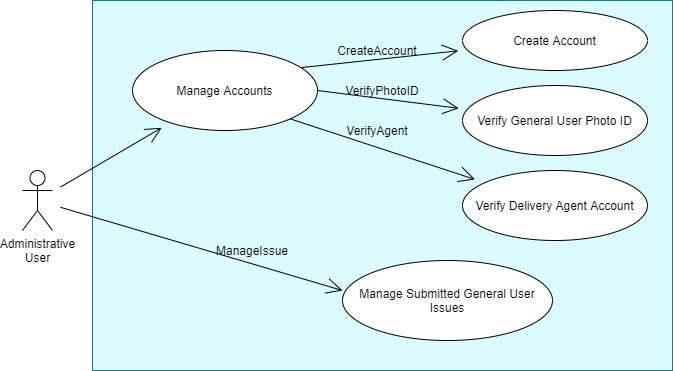 Create Account
CreateAccount
Manage Accounts
VerifyPhotoID
Verify General User Photo ID
VerifyAgent
Verify Delivery Agent Account
Administrative
User
ManageIssue
Manage Submitted General User
Issues